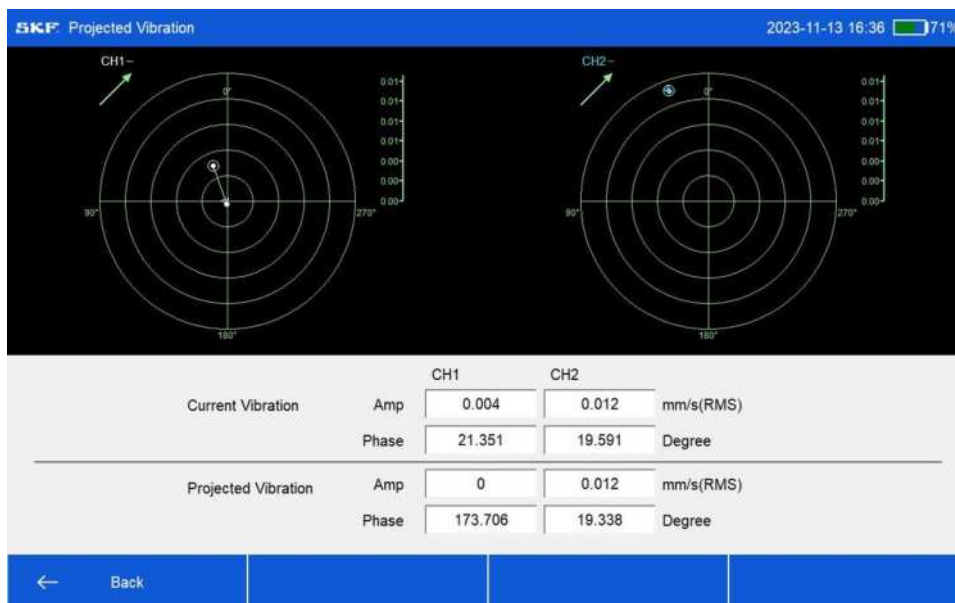 SKF. Projected Vibration 2023-11-13 16:36 71%
CH1- CH2-
0° 0.01 0° 0.01
0.01 0.01
0.01 0.01
0.01 0.01
0.00 0.00
0.00 0.00
0.00 0.00
90° 270° 90° 270°
180° 180°
CH1 CH2
Current Vibration Amp 0.004 0.012 mm/s(RMS)
Phase 21.351 19.591 Degree
Projected Vibration Amp 0 0.012 mm/s(RMS)
Phase 173.706 19.338 Degree
← Back